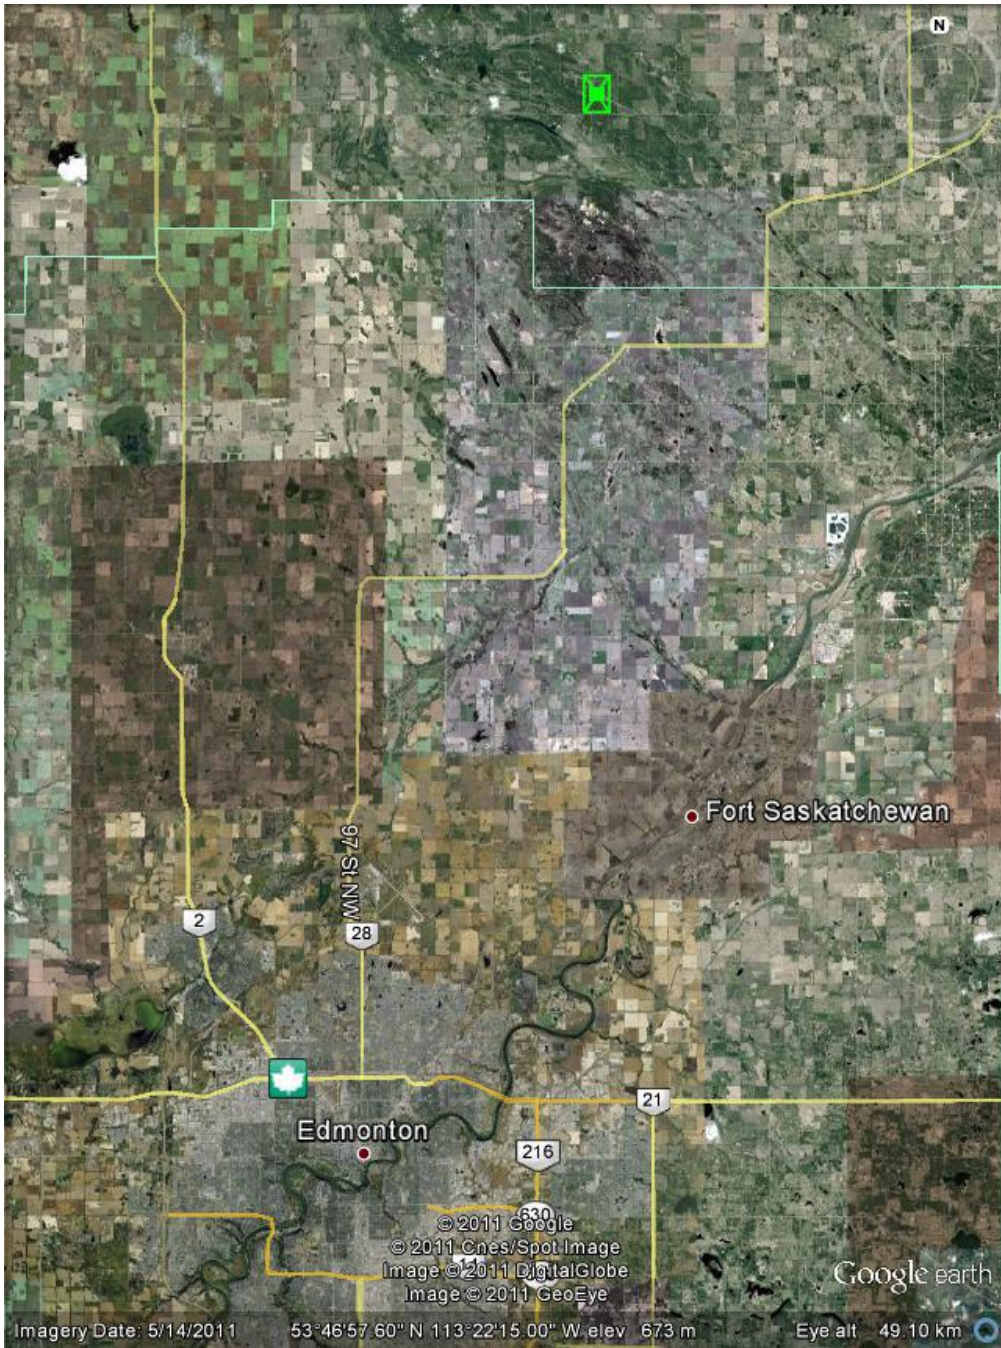 N
Fort Saskatchewan
97 St NW
2
28
21
Edmonton
216
630
© 2011 Google
© 2011 Cnes/Spot Image
Image © 2011 DigitalGlobe
Image © 2011 GeoEye
Google earth
Imagery Date: 5/14/2011 53°46'57.60" N 113°22'15.00" W elev 673 m Eye alt 49.10 km